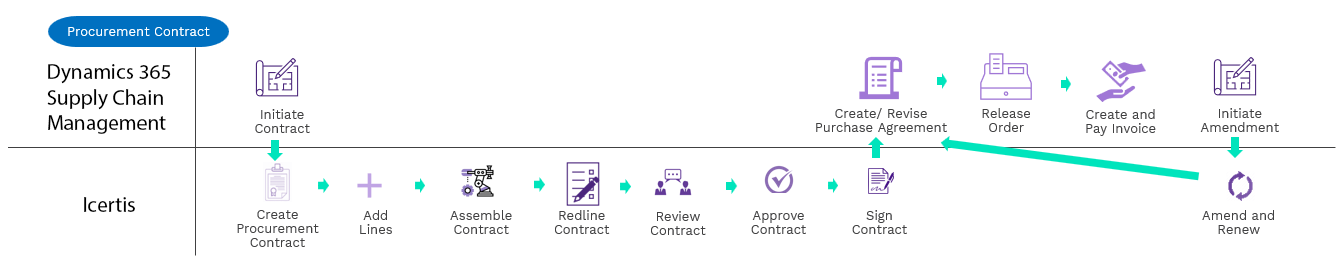 Procurement Contract
Dynamics 365
Supply Chain
Management
Initiate
Contract
Create/ Revise
Purchase Agreement
Release
Order
Create and
Pay Invoice
Initiate
Amendment
Icertis
Create
Procurement
Contract
Add
Lines
Assemble
Contract
Redline
Contract
Review
Contract
Approve
Contract
Sign
Contract
Amend and
Renew